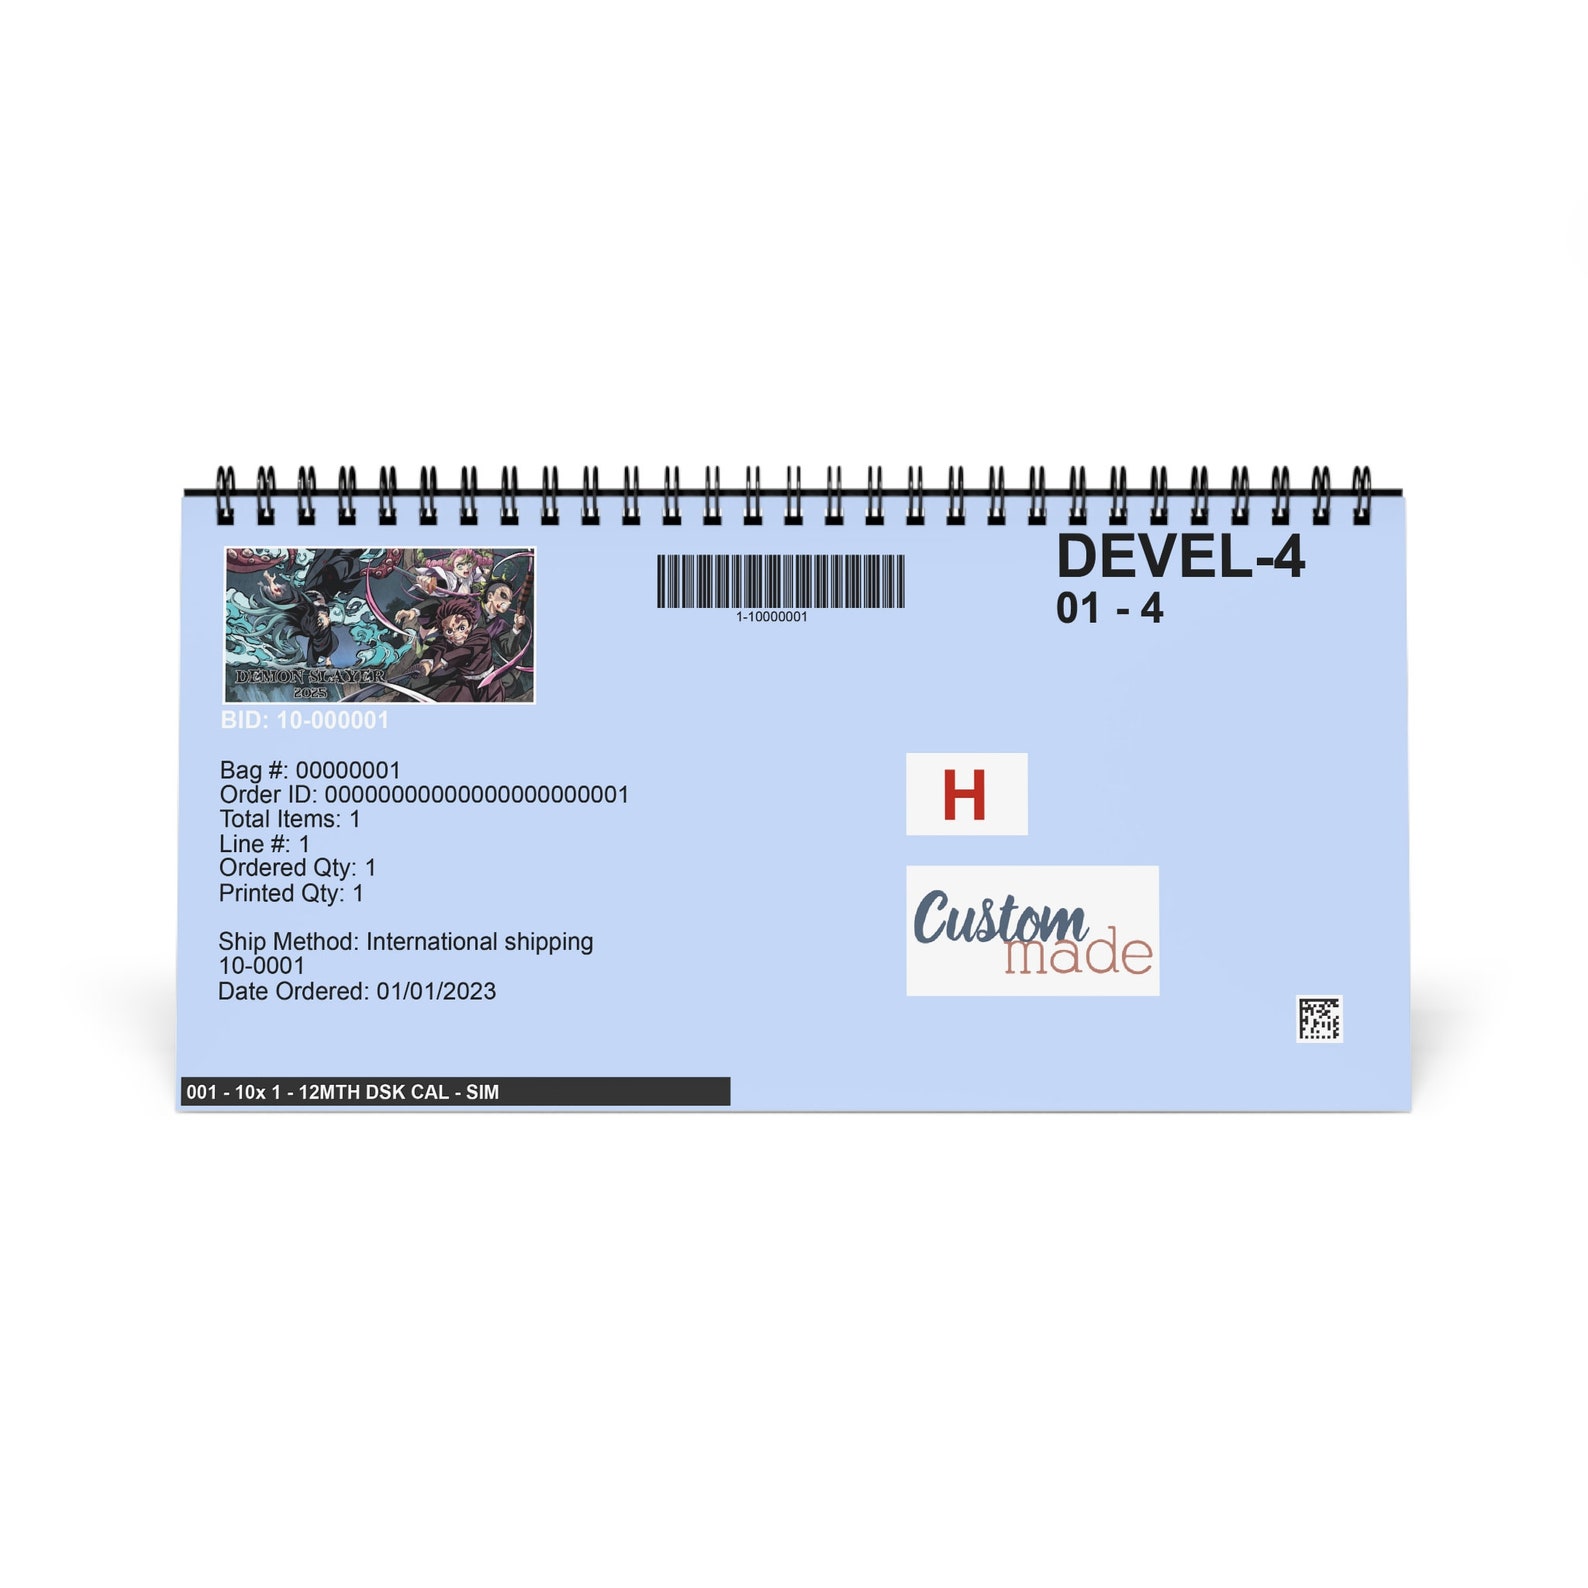 DEMON SLAYER
2025
BID: 10-000001
1-10000001
DEVEL-4
01 - 4
Bag #: 00000001
Order ID: 00000000000000000000001
Total Items: 1
Line #: 1
Ordered Qty: 1
Printed Qty: 1
Ship Method: International shipping
10-0001
Date Ordered: 01/01/2023
H
Custom
made
001 - 10x 1 - 12MTH DSK CAL - SIM